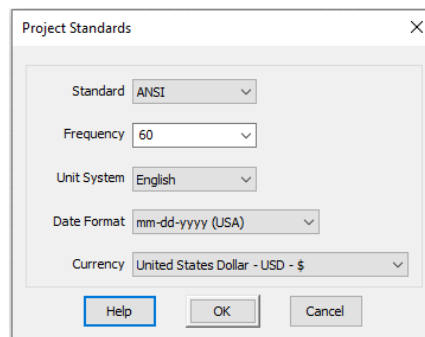 Project Standards
Standard ANSI
Frequency 60
Unit System English
Date Format mm-dd-yyyy (USA)
Currency United States Dollar - USD - $
Help OK Cancel